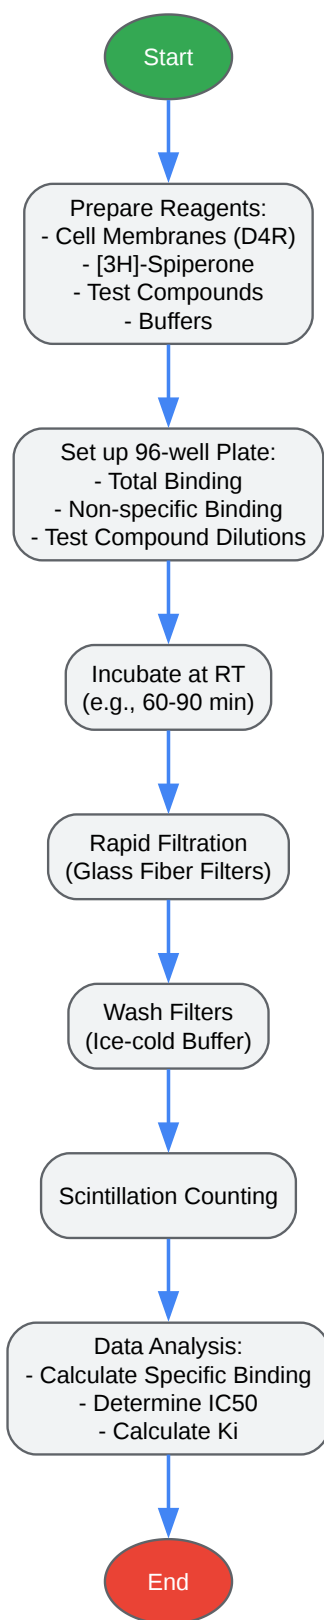 Start
Prepare Reagents:
- Cell Membranes (D4R)
- [3H]-Spiperone
- Test Compounds
- Buffers
Set up 96-well Plate:
- Total Binding
- Non-specific Binding
- Test Compound Dilutions
Incubate at RT
(e.g., 60-90 min)
Rapid Filtration
(Glass Fiber Filters)
Wash Filters
(Ice-cold Buffer)
Scintillation Counting
Data Analysis:
- Calculate Specific Binding
- Determine IC50
- Calculate Ki
End